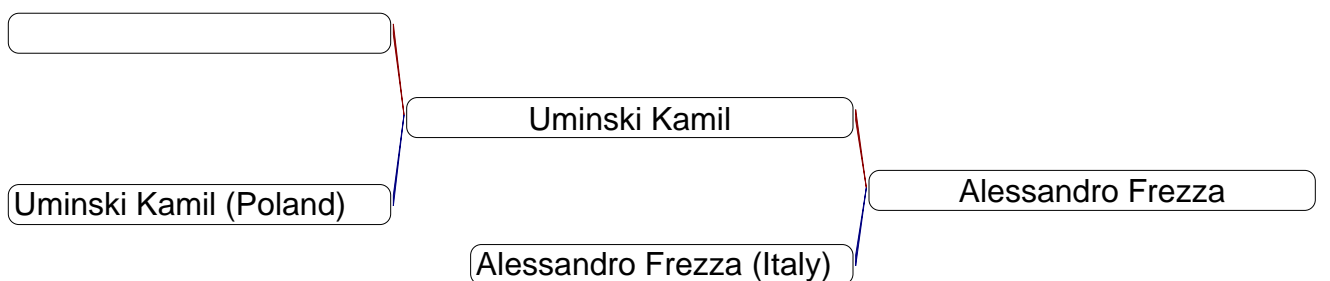 Uminski Kamil
Alessandro Frezza
Uminski Kamil (Poland)
Alessandro Frezza (Italy)